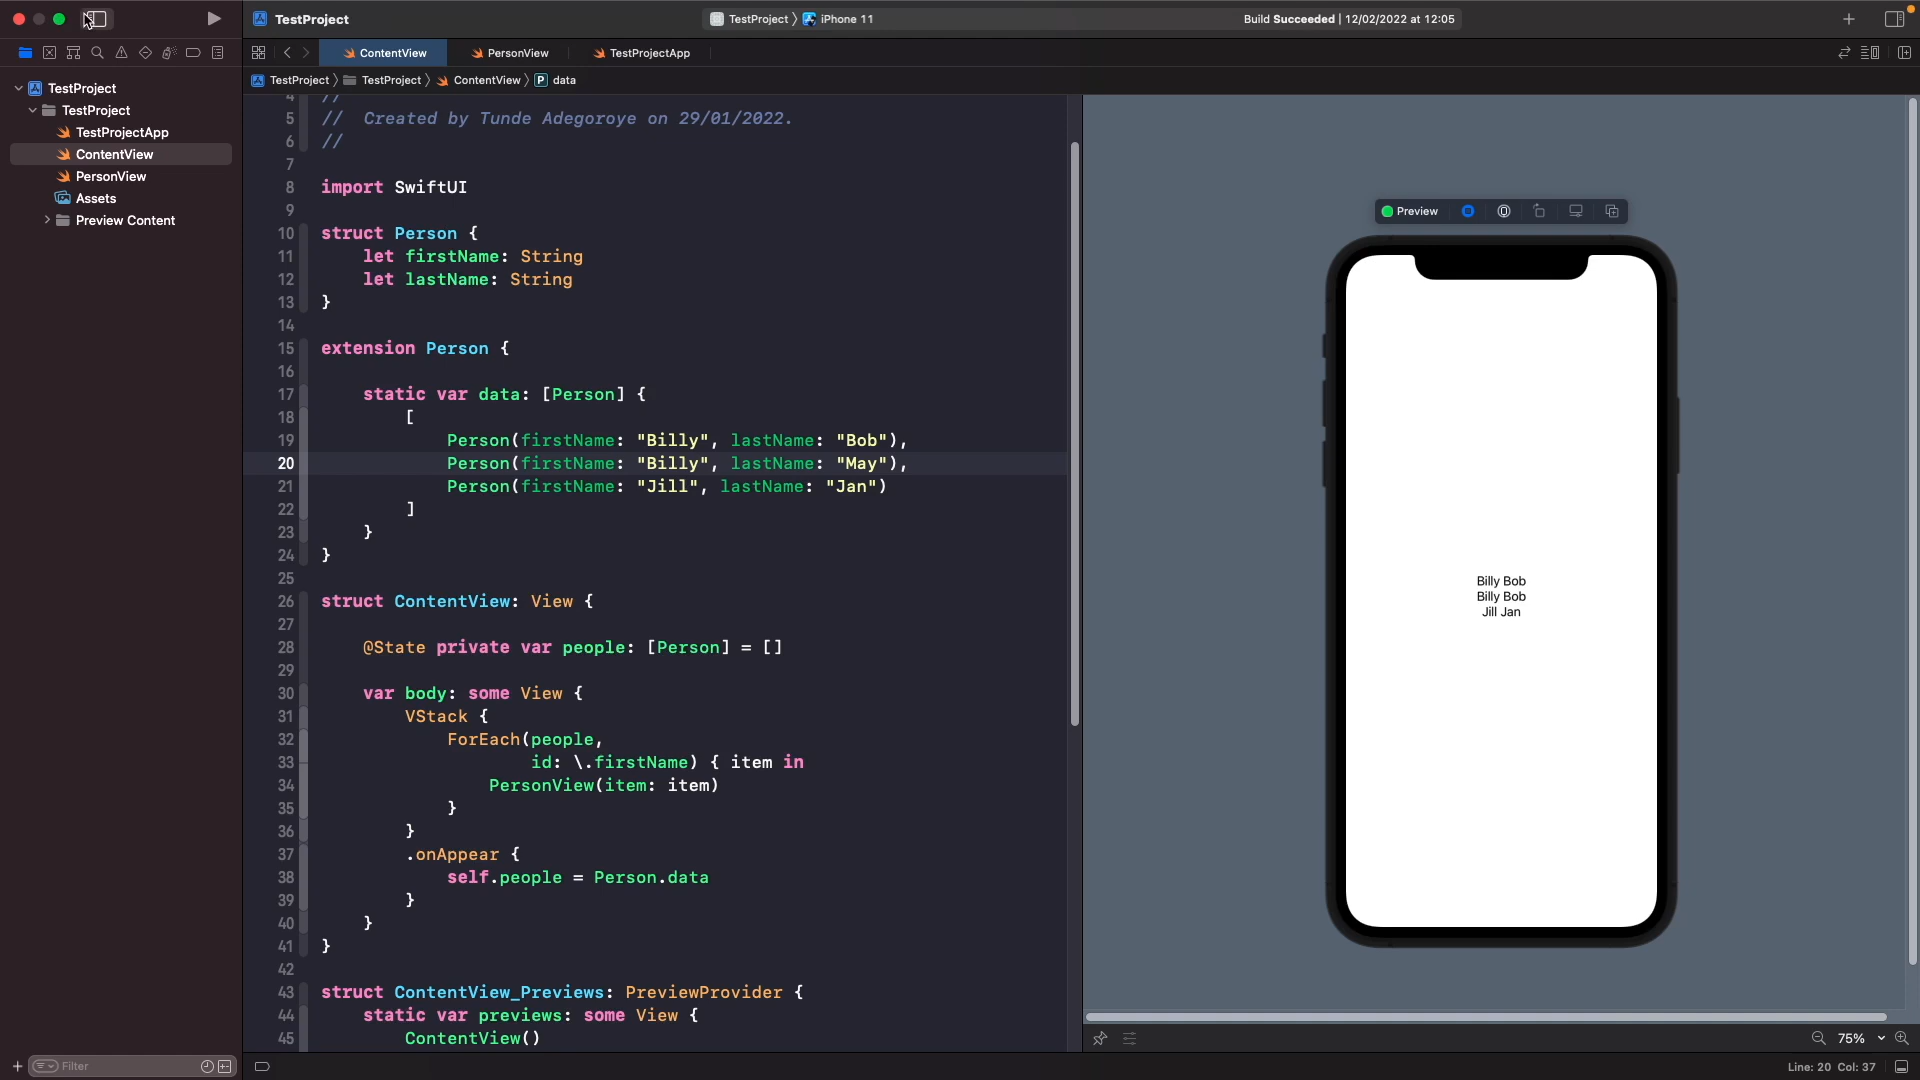 TestProject
TestProject
iPhone 11
Build Succeeded | 12/02/2022 at 12:05
ContentView
PersonView
TestProjectApp
TestProject
TestProject
ContentView
P
data
TestProject
TestProject
TestProjectApp
ContentView
PersonView
Assets
Preview Content
Filter
4 //
5 //  Created by Tunde Adegoroye on 29/01/2022.
6 //
7
8 import SwiftUI
9
10 struct Person {
11     let firstName: String
12     let lastName: String
13 }
14
15 extension Person {
16
17     static var data: [Person] {
18         [
19             Person(firstName: "Billy", lastName: "Bob"),
20             Person(firstName: "Billy", lastName: "May"),
21             Person(firstName: "Jill", lastName: "Jan")
22         ]
23     }
24 }
25
26 struct ContentView: View {
27
28     @State private var people: [Person] = []
29
30     var body: some View {
31         VStack {
32             ForEach(people,
33                     id: \.firstName) { item in
34                 PersonView(item: item)
35             }
36         }
37         .onAppear {
38             self.people = Person.data
39         }
40     }
41 }
42
43 struct ContentView_Previews: PreviewProvider {
44     static var previews: some View {
45         ContentView()
Preview
Billy Bob
Billy Bob
Jill Jan
75%
Line: 20 Col: 37